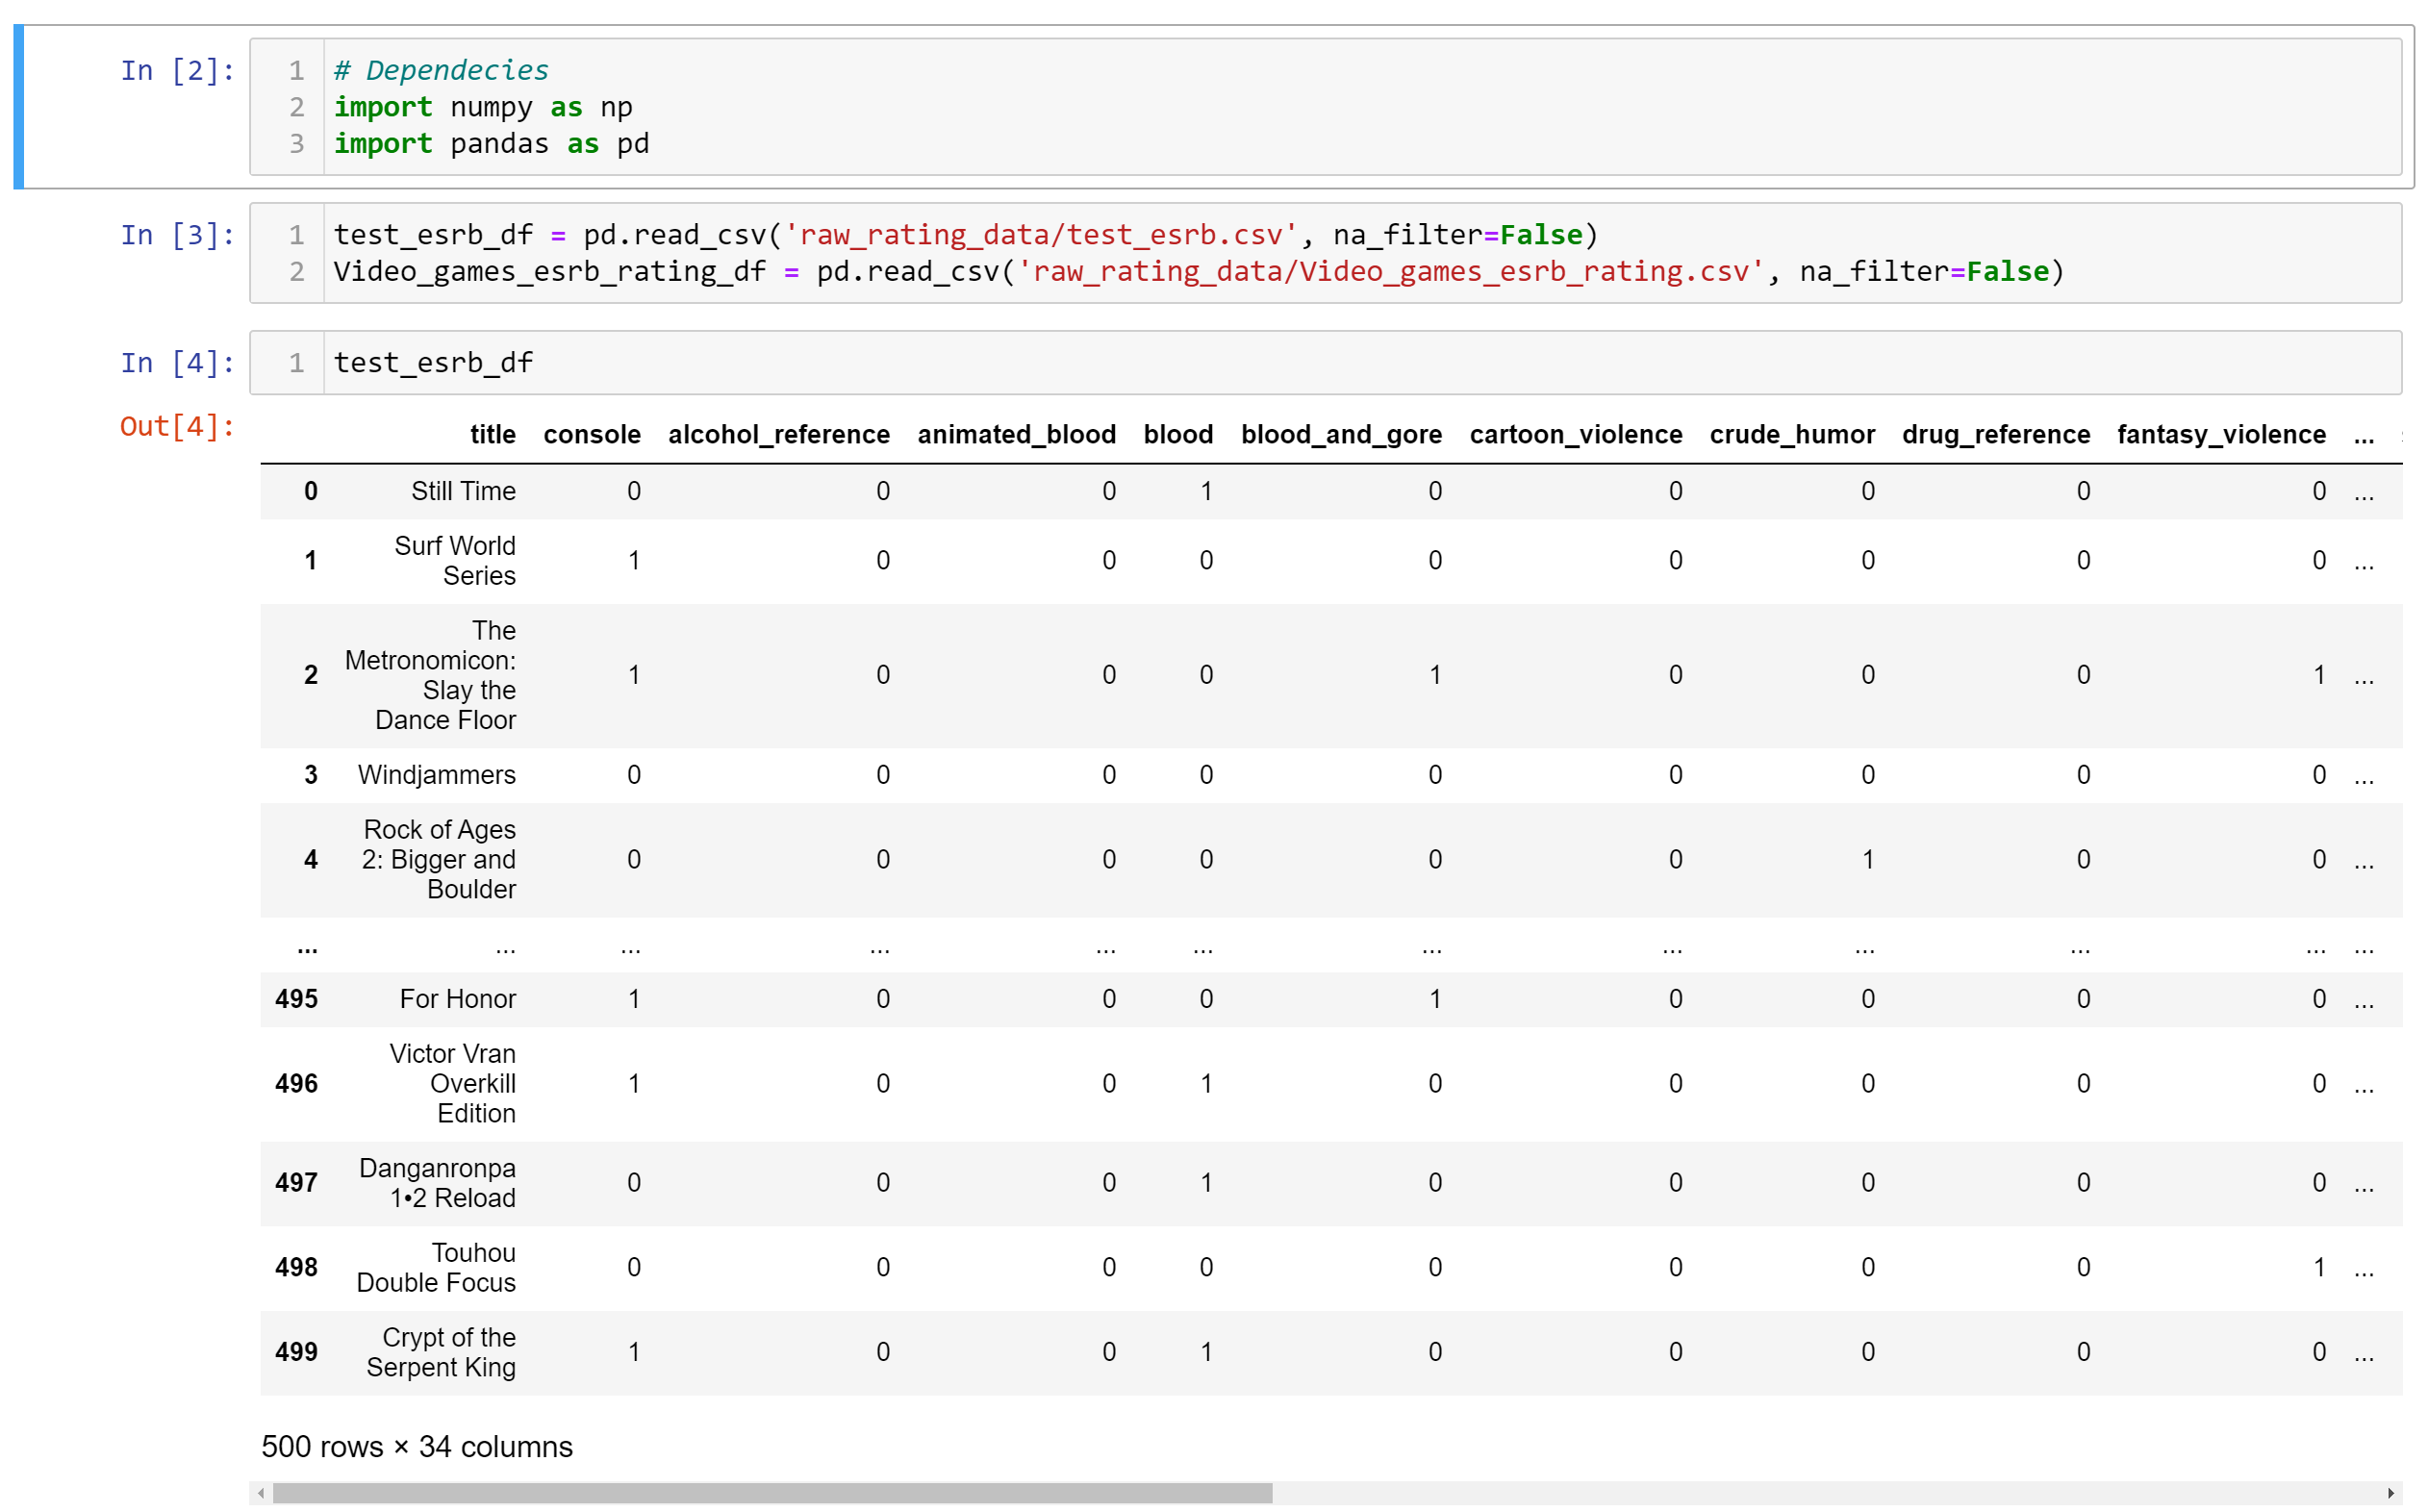 In [2]:
1 # Dependecies
2 import numpy as np
3 import pandas as pd
In [3]:
1 test_esrb_df = pd.read_csv('raw_rating_data/test_esrb.csv', na_filter=False)
2 Video_games_esrb_rating_df = pd.read_csv('raw_rating_data/Video_games_esrb_rating.csv', na_filter=False)
In [4]:
1 test_esrb_df
Out[4]:
title console alcohol_reference animated_blood blood blood_and_gore cartoon_violence crude_humor drug_reference fantasy_violence ...
0 Still Time 0 0 0 1 0 0 0 0 0 ...
Surf World
1 1 0 0 0 0 0 0 0 0 ...
Series
The
Metronomicon:
2 1 0 0 0 1 0 0 0 1 ...
Slay the
Dance Floor
3 Windjammers 0 0 0 0 0 0 0 0 0 ...
Rock of Ages
4 2: Bigger and 0 0 0 0 0 0 1 0 0 ...
Boulder
... ... ... ... ... ... ... ... ... ... ... ...
495 For Honor 1 0 0 0 1 0 0 0 0 ...
Victor Vran
496 Overkill 1 0 0 1 0 0 0 0 0 ...
Edition
Danganronpa
497 0 0 0 1 0 0 0 0 0 ...
1•2 Reload
Touhou
498 0 0 0 0 0 0 0 0 1 ...
Double Focus
Crypt of the
499 1 0 0 1 0 0 0 0 0 ...
Serpent King
500 rows × 34 columns